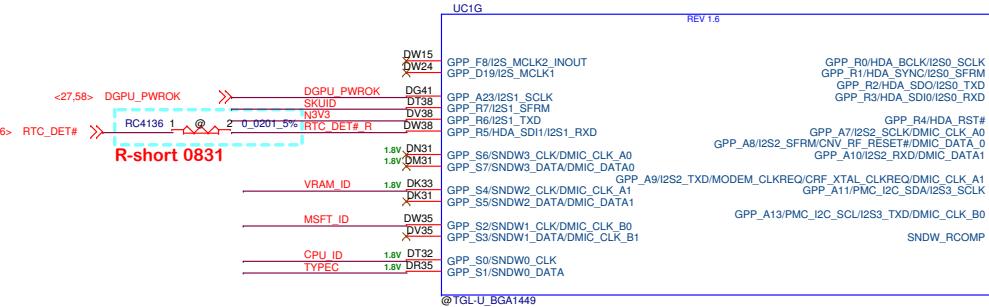 UC1G
REV 1.6
DW15 GPP_F8/I2S_MCLK2_INOUT GPP_R0/HDA_BCLK/I2S0_SCLK
DW24 GPP_D19/I2S_MCLK1 GPP_R1/HDA_SYNC/I2S0_SFRM
GPP_R2/HDA_SDO/I2S0_TXD
<27,58> DGPU_PWROK DGPU_PWROK DG41 GPP_A23/I2S1_SCLK GPP_R3/HDA_SDI0/I2S0_RXD
SKUID DT38 GPP_R7/I2S1_SFRM
N3V3 DV38 GPP_R6/I2S1_TXD GPP_R4/HDA_RST#
6> RTC_DET# RC4136 1 @ 2 0_0201_5% RTC_DET#_R DW38 GPP_R5/HDA_SDI1/I2S1_RXD GPP_A7/I2S2_SCLK/DMIC_CLK_A0
GPP_A8/I2S2_SFRM/CNV_RF_RESET#/DMIC_DATA_0
R-short 0831
1.8V DN31 GPP_S6/SNDW3_CLK/DMIC_CLK_A0 GPP_A10/I2S2_RXD/DMIC_DATA1
1.8V DM31 GPP_S7/SNDW3_DATA/DMIC_DATA0
GPP_A9/I2S2_TXD/MODEM_CLKREQ/CRF_XTAL_CLKREQ/DMIC_CLK_A1
VRAM_ID 1.8V DK33 GPP_S4/SNDW2_CLK/DMIC_CLK_A1 GPP_A11/PMC_I2C_SDA/I2S3_SCLK
DK31 GPP_S5/SNDW2_DATA/DMIC_DATA1
GPP_A13/PMC_I2C_SCL/I2S3_TXD/DMIC_CLK_B0
MSFT_ID DW35 GPP_S2/SNDW1_CLK/DMIC_CLK_B0
DV35 GPP_S3/SNDW1_DATA/DMIC_CLK_B1 SNDW_RCOMP
CPU_ID 1.8V DT32 GPP_S0/SNDW0_CLK
TYPEC 1.8V DR35 GPP_S1/SNDW0_DATA
@TGL-U_BGA1449